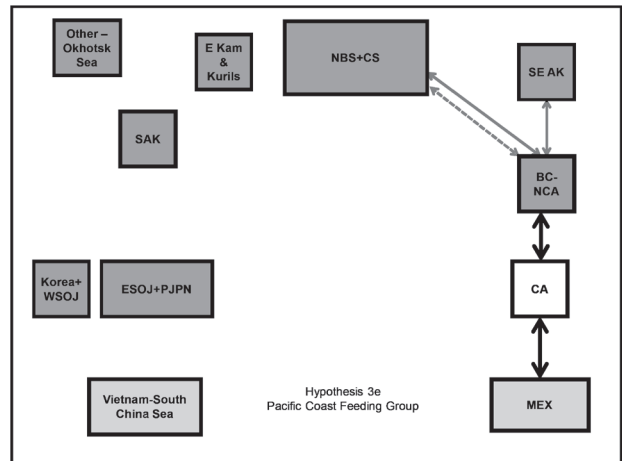 Other –
Okhotsk
Sea
E Kam
&
Kurils
NBS+CS
SE AK
SAK
BC-
NCA
Korea+
WSOJ
ESOJ+PJPN
CA
Vietnam-South
China Sea
Hypothesis 3e
Pacific Coast Feeding Group
MEX